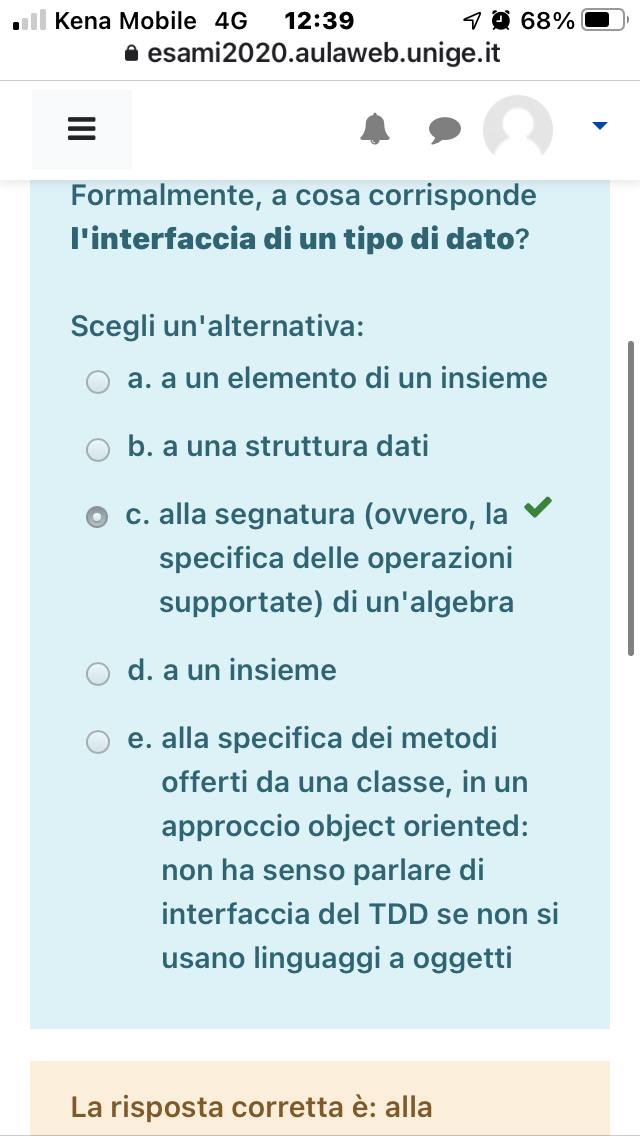 Kena Mobile 4G 12:39 68%
esami2020.aulaweb.unige.it
Formalmente, a cosa corrisponde
l'interfaccia di un tipo di dato?
Scegli un'alternativa:
a. a un elemento di un insieme
b. a una struttura dati
c. alla segnatura (ovvero, la
specifica delle operazioni
supportate) di un'algebra
d. a un insieme
e. alla specifica dei metodi
offerti da una classe, in un
approccio object oriented:
non ha senso parlare di
interfaccia del TDD se non si
usano linguaggi a oggetti
La risposta corretta è: alla